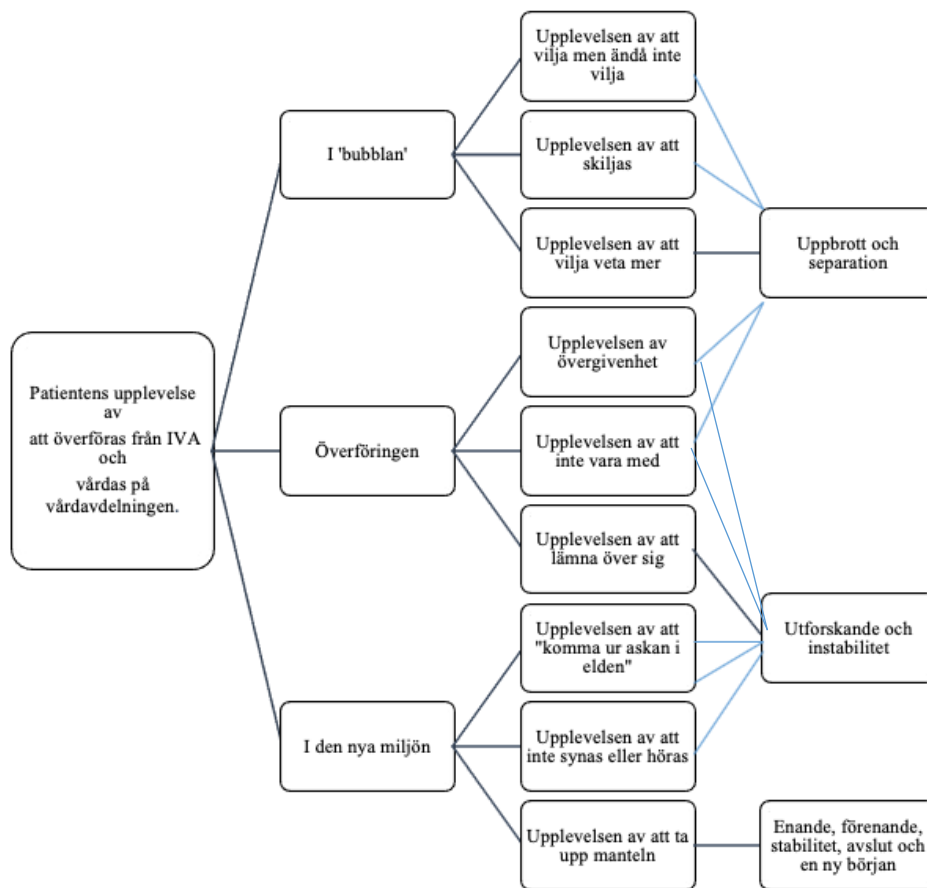 Patientens upplevelse
av
att överföras från IVA
och
vårdas på
vårdavdelningen.
I 'bubblan'
Överföringen
I den nya miljön
Upplevelsen av att
vilja men ändå inte
vilja
Upplevelsen av att
skiljas
Upplevelsen av att
vilja veta mer
Upplevelsen av
övergivenhet
Upplevelsen av att
inte vara med
Upplevelsen av att
lämna över sig
Upplevelsen av att
"komma ur askan i
elden"
Upplevelsen av att
inte synas eller höras
Upplevelsen av att ta
upp manteln
Uppbrott och
separation
Utforskande och
instabilitet
Enande, förenande,
stabilitet, avslut och
en ny början